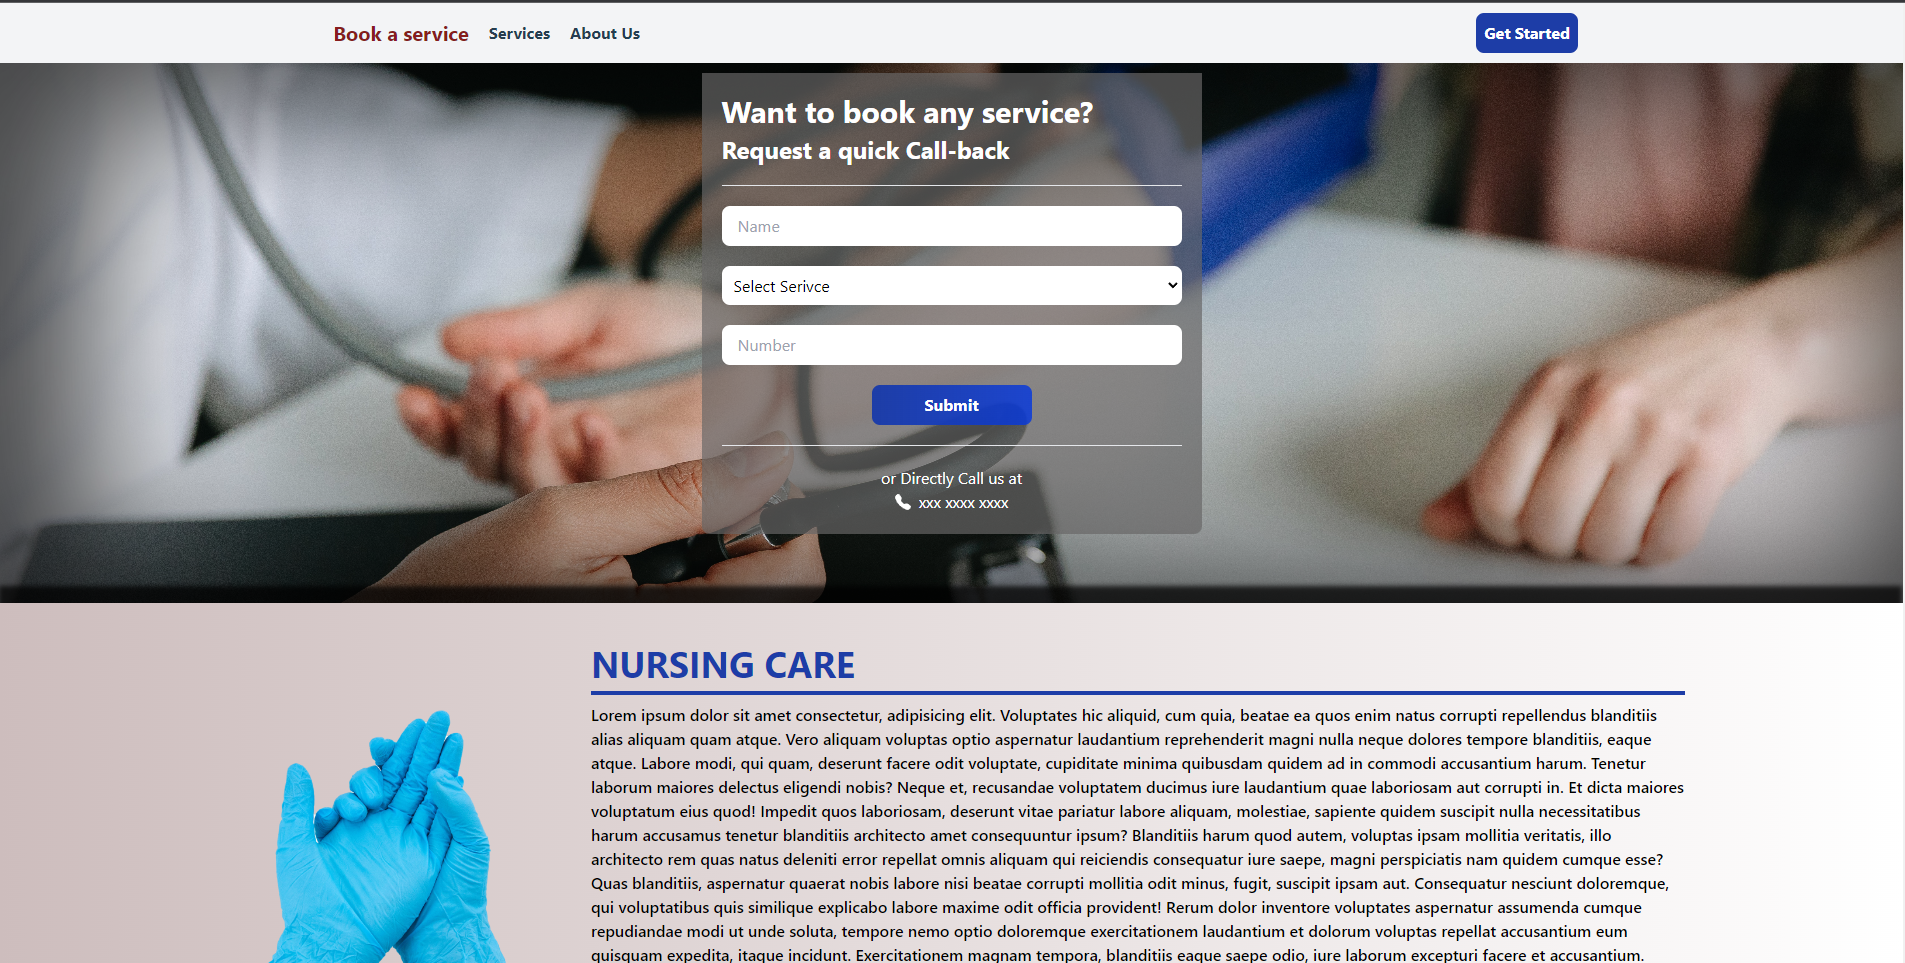 Book a service Services About Us Get Started
Want to book any service?
Request a quick Call-back
Name
Select Serivce
Number
Submit
or Directly Call us at
xxx xxxx xxxx
NURSING CARE
Lorem ipsum dolor sit amet consectetur, adipisicing elit. Voluptates hic aliquid, cum quia, beatae ea quos enim natus corrupti repellendus blanditiis
alias aliquam quam atque. Vero aliquam voluptas optio aspernatur laudantium reprehenderit magni nulla neque dolores tempore blanditiis, eaque
atque. Labore modi, qui quam, deserunt facere odit voluptate, cupiditate minima quibusdam quidem ad in commodi accusantium harum. Tenetur
laborum maiores delectus eligendi nobis? Neque et, recusandae voluptatem ducimus iure laudantium quae laboriosam aut corrupti in. Et dicta maiores
voluptatum eius quod! Impedit quos laboriosam, deserunt vitae pariatur labore aliquam, molestiae, sapiente quidem suscipit nulla necessitatibus
harum accusamus tenetur blanditiis architecto amet consequuntur ipsum? Blanditiis harum quod autem, voluptas ipsam mollitia veritatis, illo
architecto rem quas natus deleniti error repellat omnis aliquam qui reiciendis consequatur iure saepe, magni perspiciatis nam quidem cumque esse?
Quas blanditiis, aspernatur quaerat nobis labore nisi beatae corrupti mollitia odit minus, fugit, suscipit ipsam aut. Consequatur nesciunt doloremque,
qui voluptatibus quis similique explicabo labore maxime odit officia provident! Rerum dolor inventore voluptates aspernatur assumenda cumque
repudiandae modi ut unde soluta, tempore nemo optio doloremque exercitationem laudantium et dolorum voluptas repellat accusantium eum
quisquam expedita, itaque incidunt. Exercitationem magnam tempora, blanditiis eaque saepe odio, iure laborum excepturi facere et accusantium.